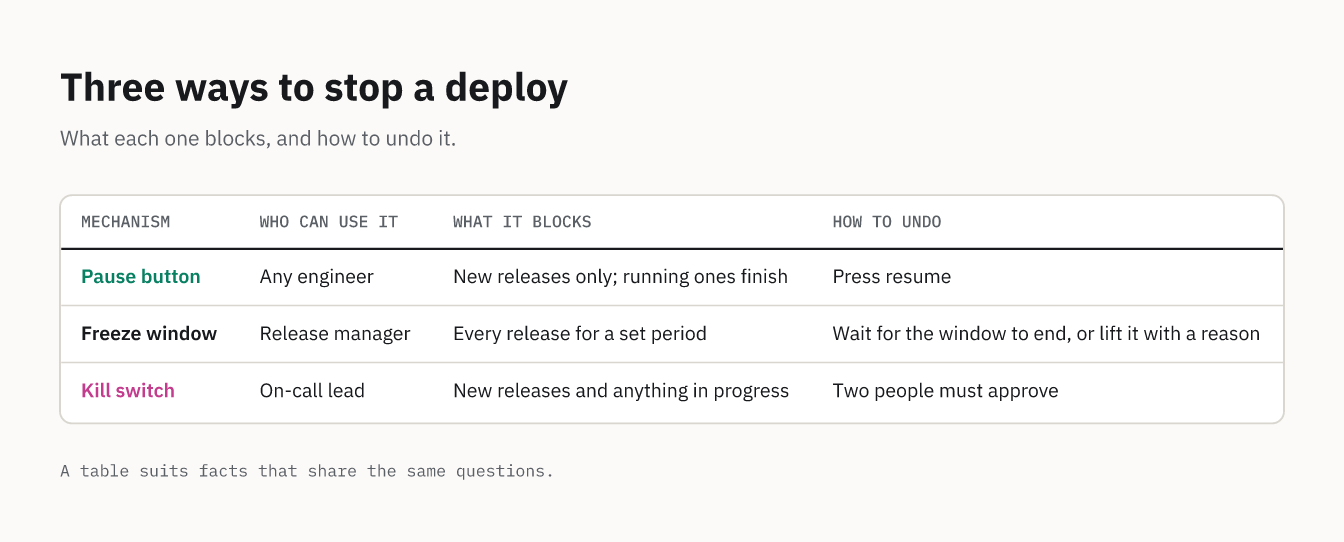 Three ways to stop a deploy
What each one blocks, and how to undo it.
MECHANISM WHO CAN USE IT WHAT IT BLOCKS HOW TO UNDO
Pause button Any engineer New releases only; running ones finish Press resume
Freeze window Release manager Every release for a set period Wait for the window to end, or lift it with a reason
Kill switch On-call lead New releases and anything in progress Two people must approve
A table suits facts that share the same questions.